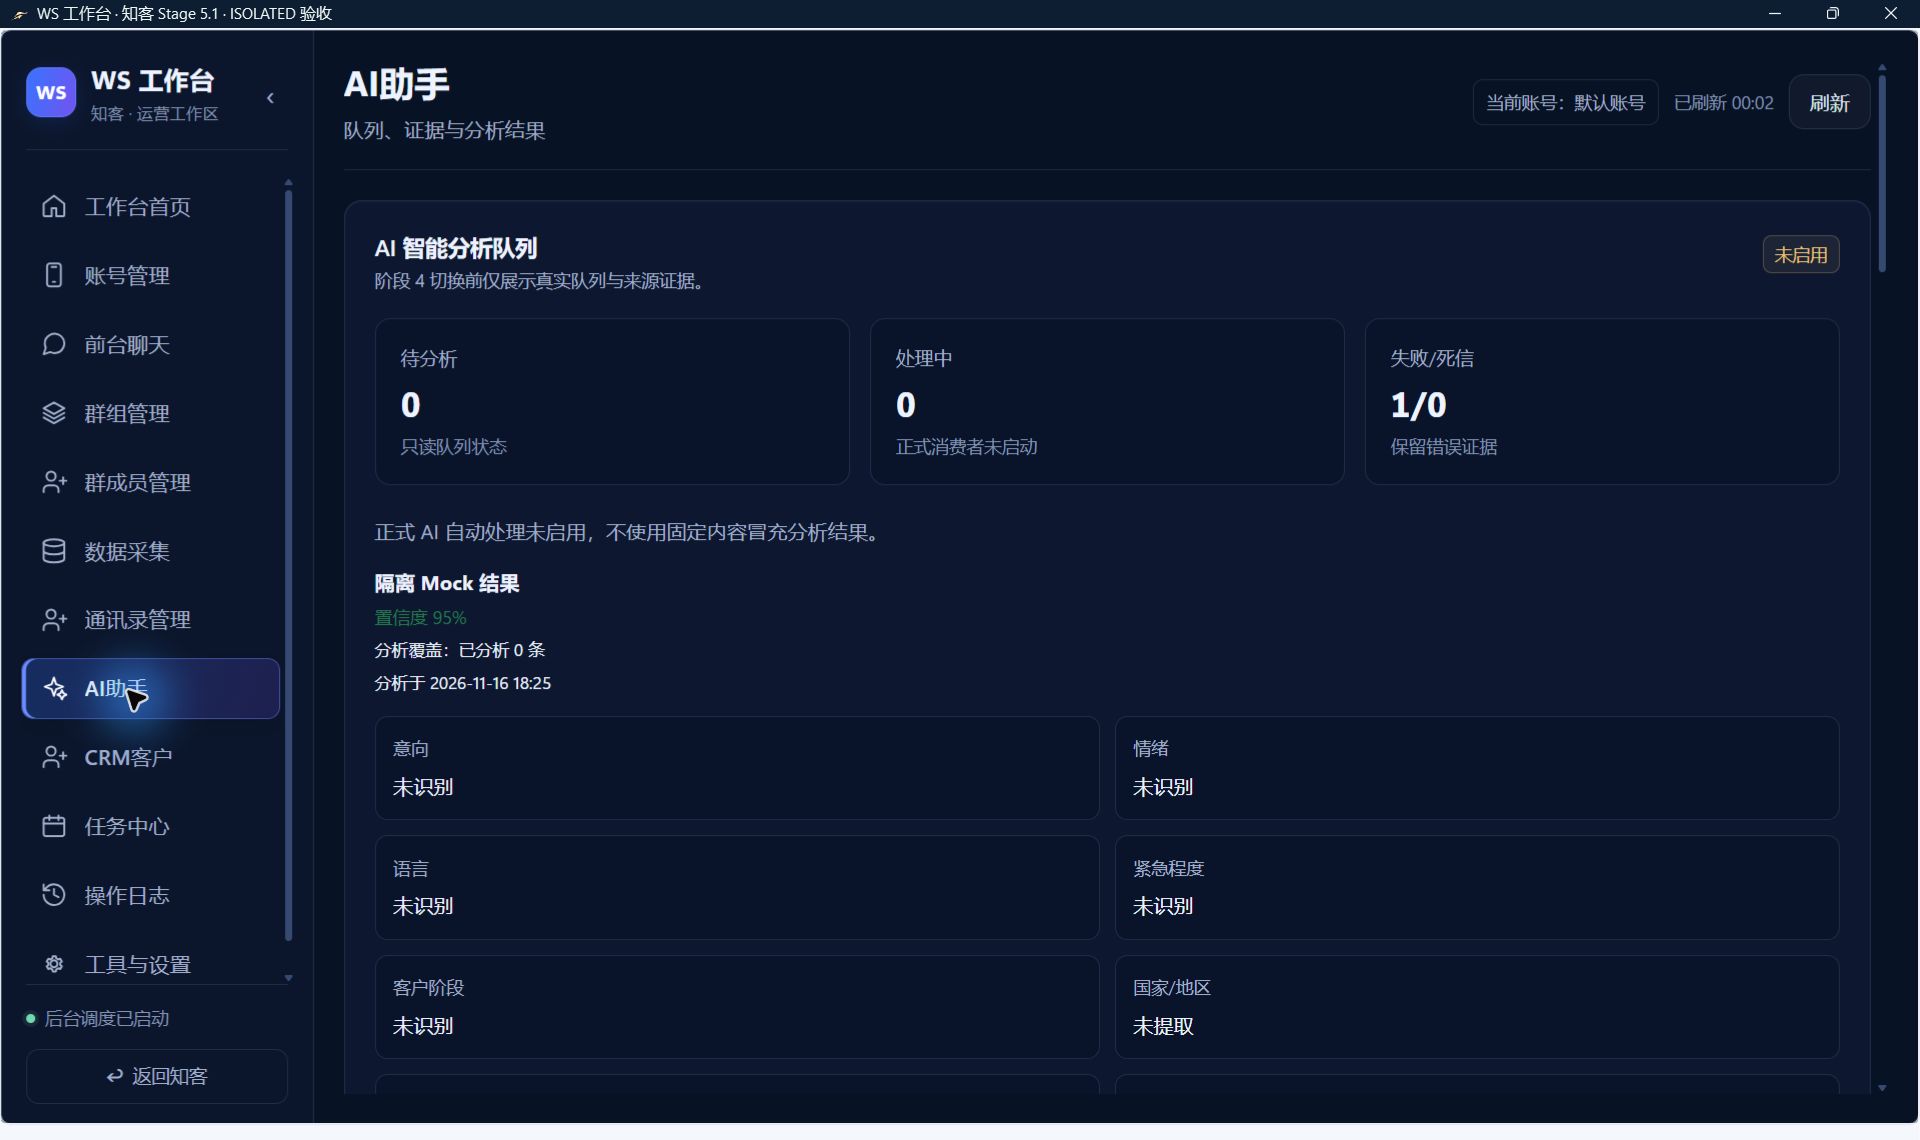 WS 工作台 · 知客 Stage 5.1 · ISOLATED 验收
WS
WS 工作台
知客 · 运营工作区
工作台首页
账号管理
前台聊天
群组管理
群成员管理
数据采集
通讯录管理
AI助手
CRM客户
任务中心
操作日志
工具与设置
后台调度已启动
返回知客
AI助手
队列、证据与分析结果
当前账号：默认账号
已刷新 00:02
刷新
AI 智能分析队列
阶段 4 切换前仅展示真实队列与来源证据。
未启用
待分析
0
只读队列状态
处理中
0
正式消费者未启动
失败/死信
1/0
保留错误证据
正式 AI 自动处理未启用，不使用固定内容冒充分析结果。
隔离 Mock 结果
置信度 95%
分析覆盖：已分析 0 条
分析于 2026-11-16 18:25
意向
未识别
情绪
未识别
语言
未识别
紧急程度
未识别
客户阶段
未识别
国家/地区
未提取